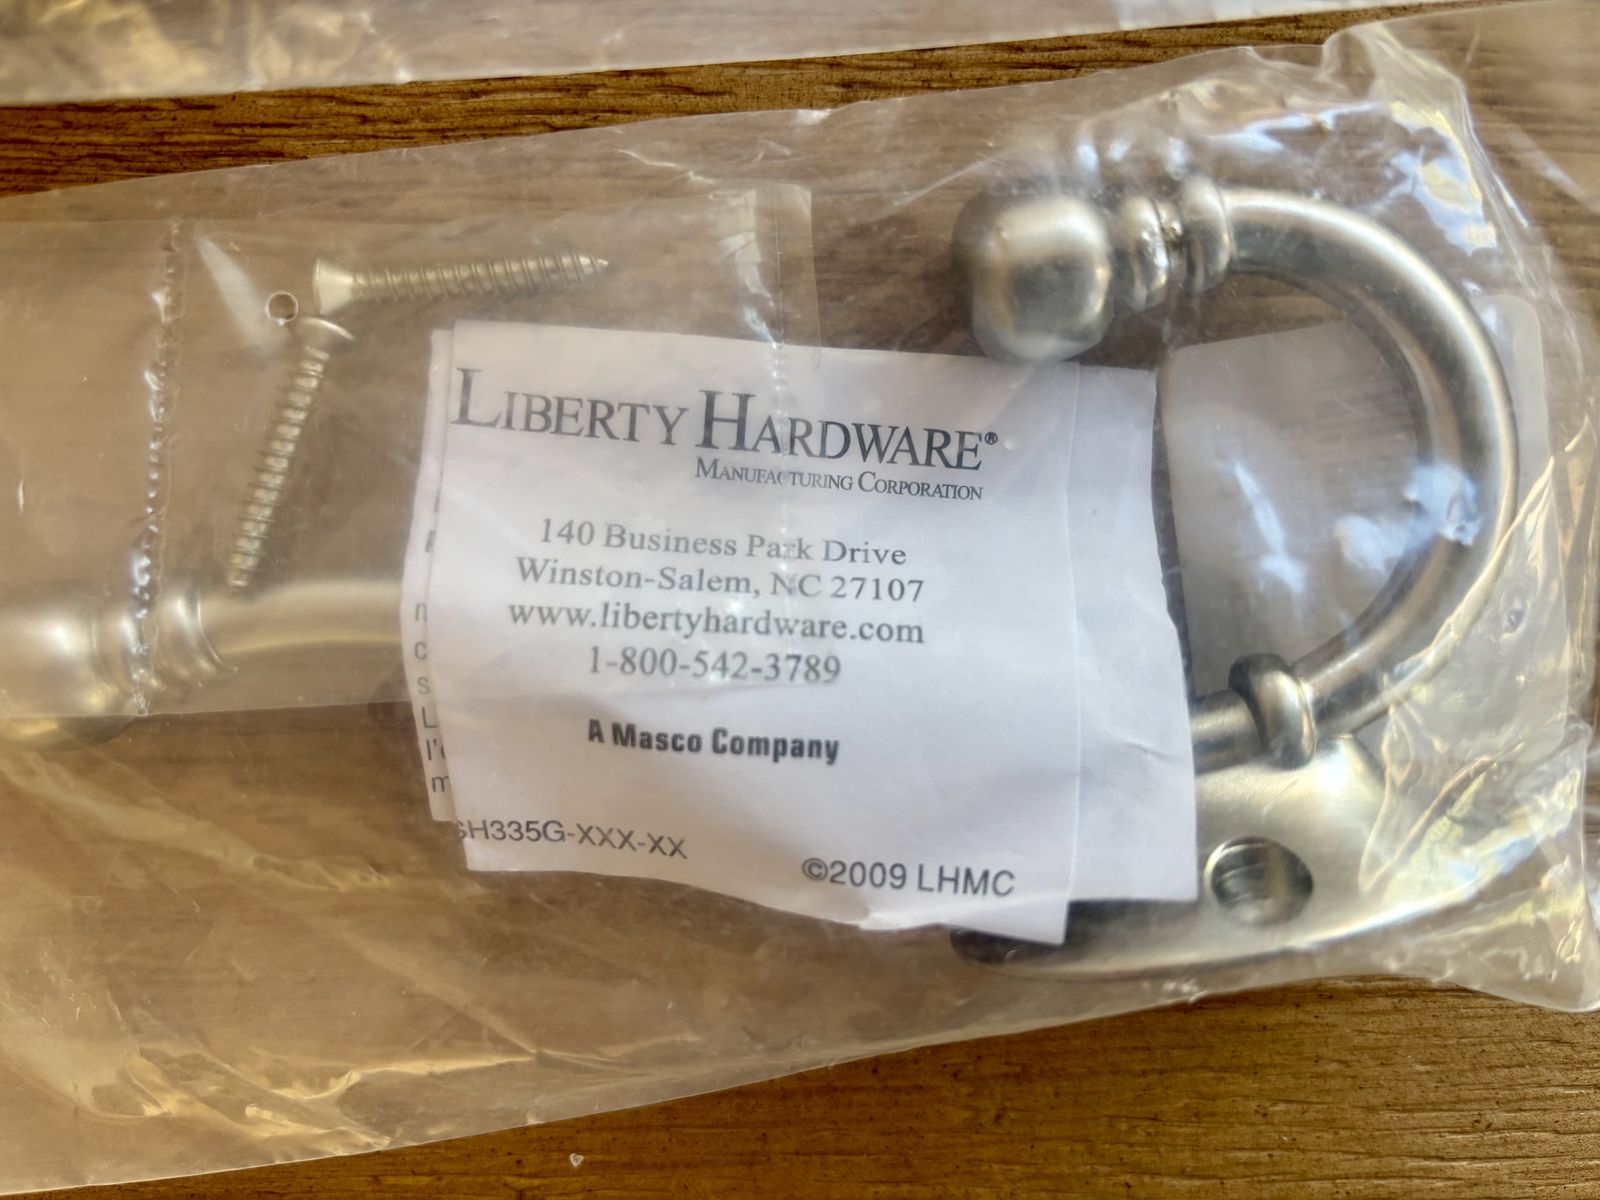 LIBERTY HARDWARE®
MANUFACTURING CORPORATION
140 Business Park Drive
Winston-Salem, NC 27107
www.libertyhardware.com
1-800-542-3789
A Masco Company
H335G-XXX-XX
©2009 LHMC
n
c
s
L
l'
m